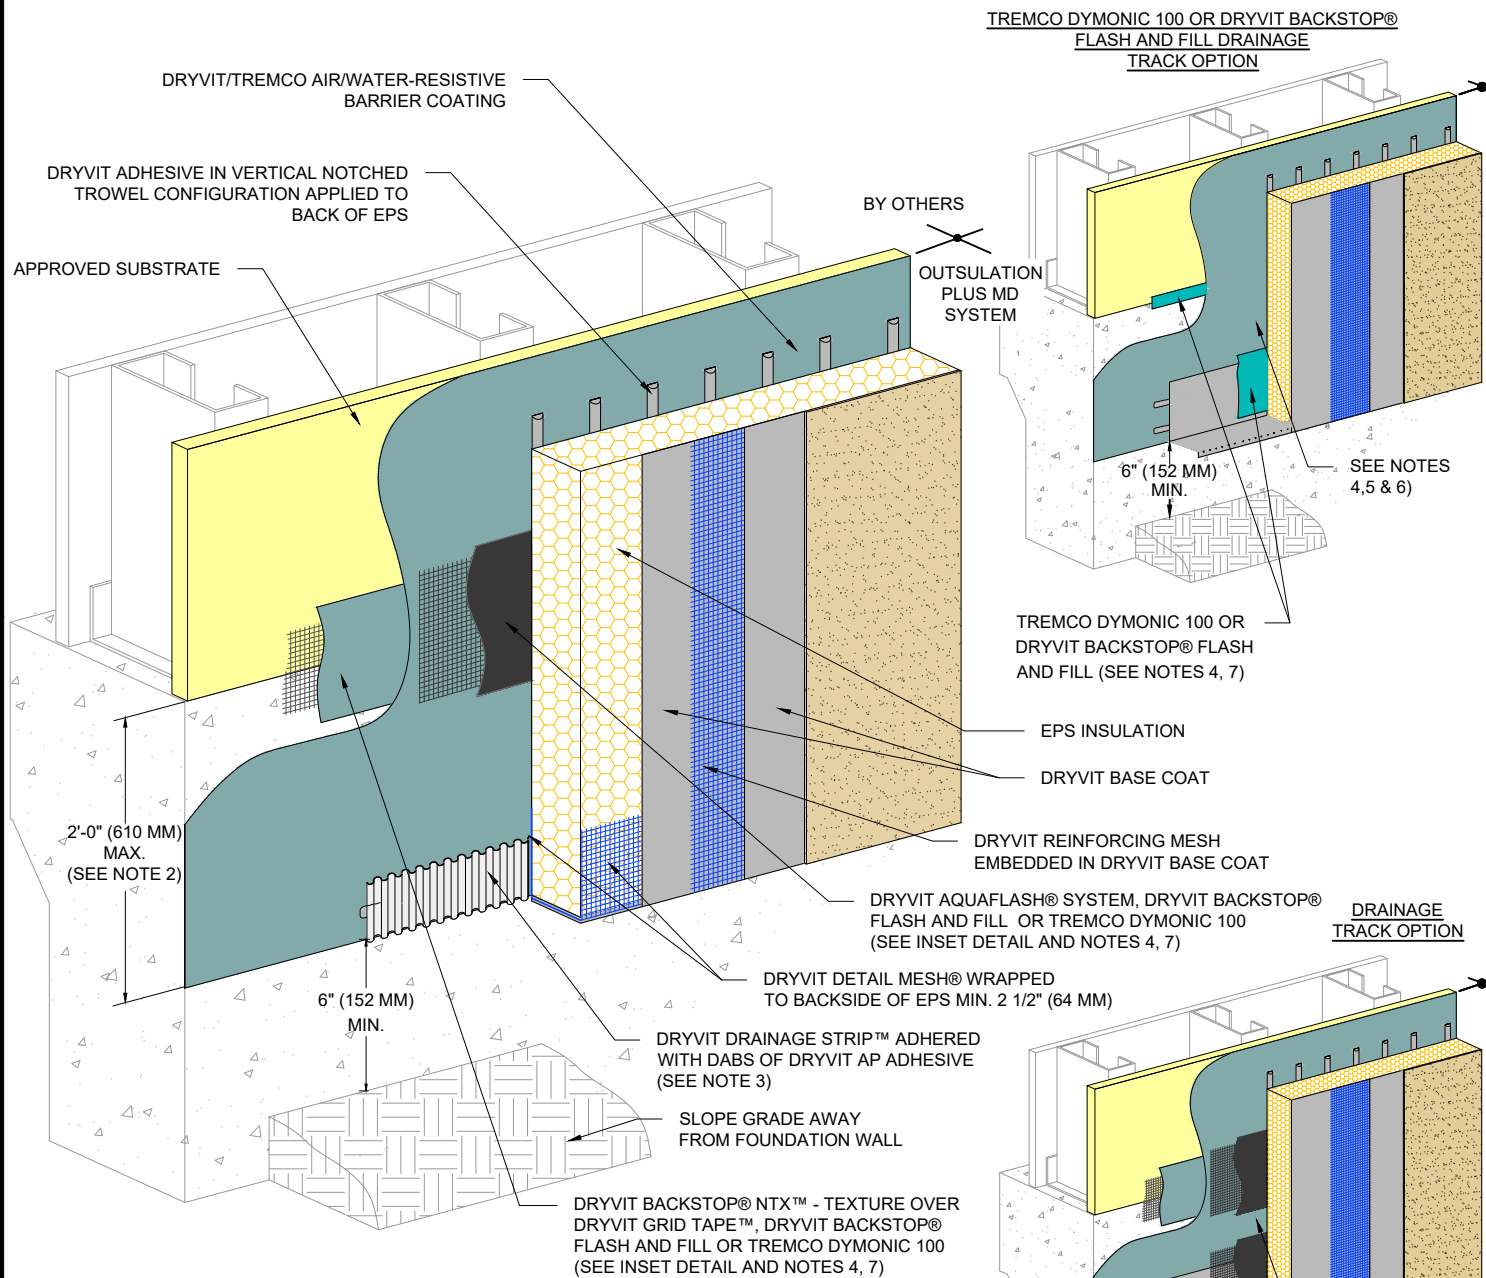 TREMCO DYMONIC 100 OR DRYVIT BACKSTOP®
FLASH AND FILL DRAINAGE
TRACK OPTION
DRYVIT/TREMCO AIR/WATER-RESISTIVE
BARRIER COATING
DRYVIT ADHESIVE IN VERTICAL NOTCHED
TROWEL CONFIGURATION APPLIED TO
BACK OF EPS
APPROVED SUBSTRATE
BY OTHERS
OUTSULATION
PLUS MD
SYSTEM
6" (152 MM)
MIN.
SEE NOTES
4,5 & 6)
TREMCO DYMONIC 100 OR
DRYVIT BACKSTOP® FLASH
AND FILL (SEE NOTES 4, 7)
EPS INSULATION
DRYVIT BASE COAT
DRYVIT REINFORCING MESH
EMBEDDED IN DRYVIT BASE COAT
2'-0" (610 MM)
MAX.
(SEE NOTE 2)
DRYVIT AQUAFLASH® SYSTEM, DRYVIT BACKSTOP®
FLASH AND FILL OR TREMCO DYMONIC 100
(SEE INSET DETAIL AND NOTES 4, 7)
DRAINAGE
TRACK OPTION
DRYVIT DETAIL MESH® WRAPPED
TO BACKSIDE OF EPS MIN. 2 1/2" (64 MM)
6" (152 MM)
MIN.
DRYVIT DRAINAGE STRIP™ ADHERED
WITH DABS OF DRYVIT AP ADHESIVE
(SEE NOTE 3)
SLOPE GRADE AWAY
FROM FOUNDATION WALL
DRYVIT BACKSTOP® NTX™ - TEXTURE OVER
DRYVIT GRID TAPE™, DRYVIT BACKSTOP®
FLASH AND FILL OR TREMCO DYMONIC 100
(SEE INSET DETAIL AND NOTES 4, 7)